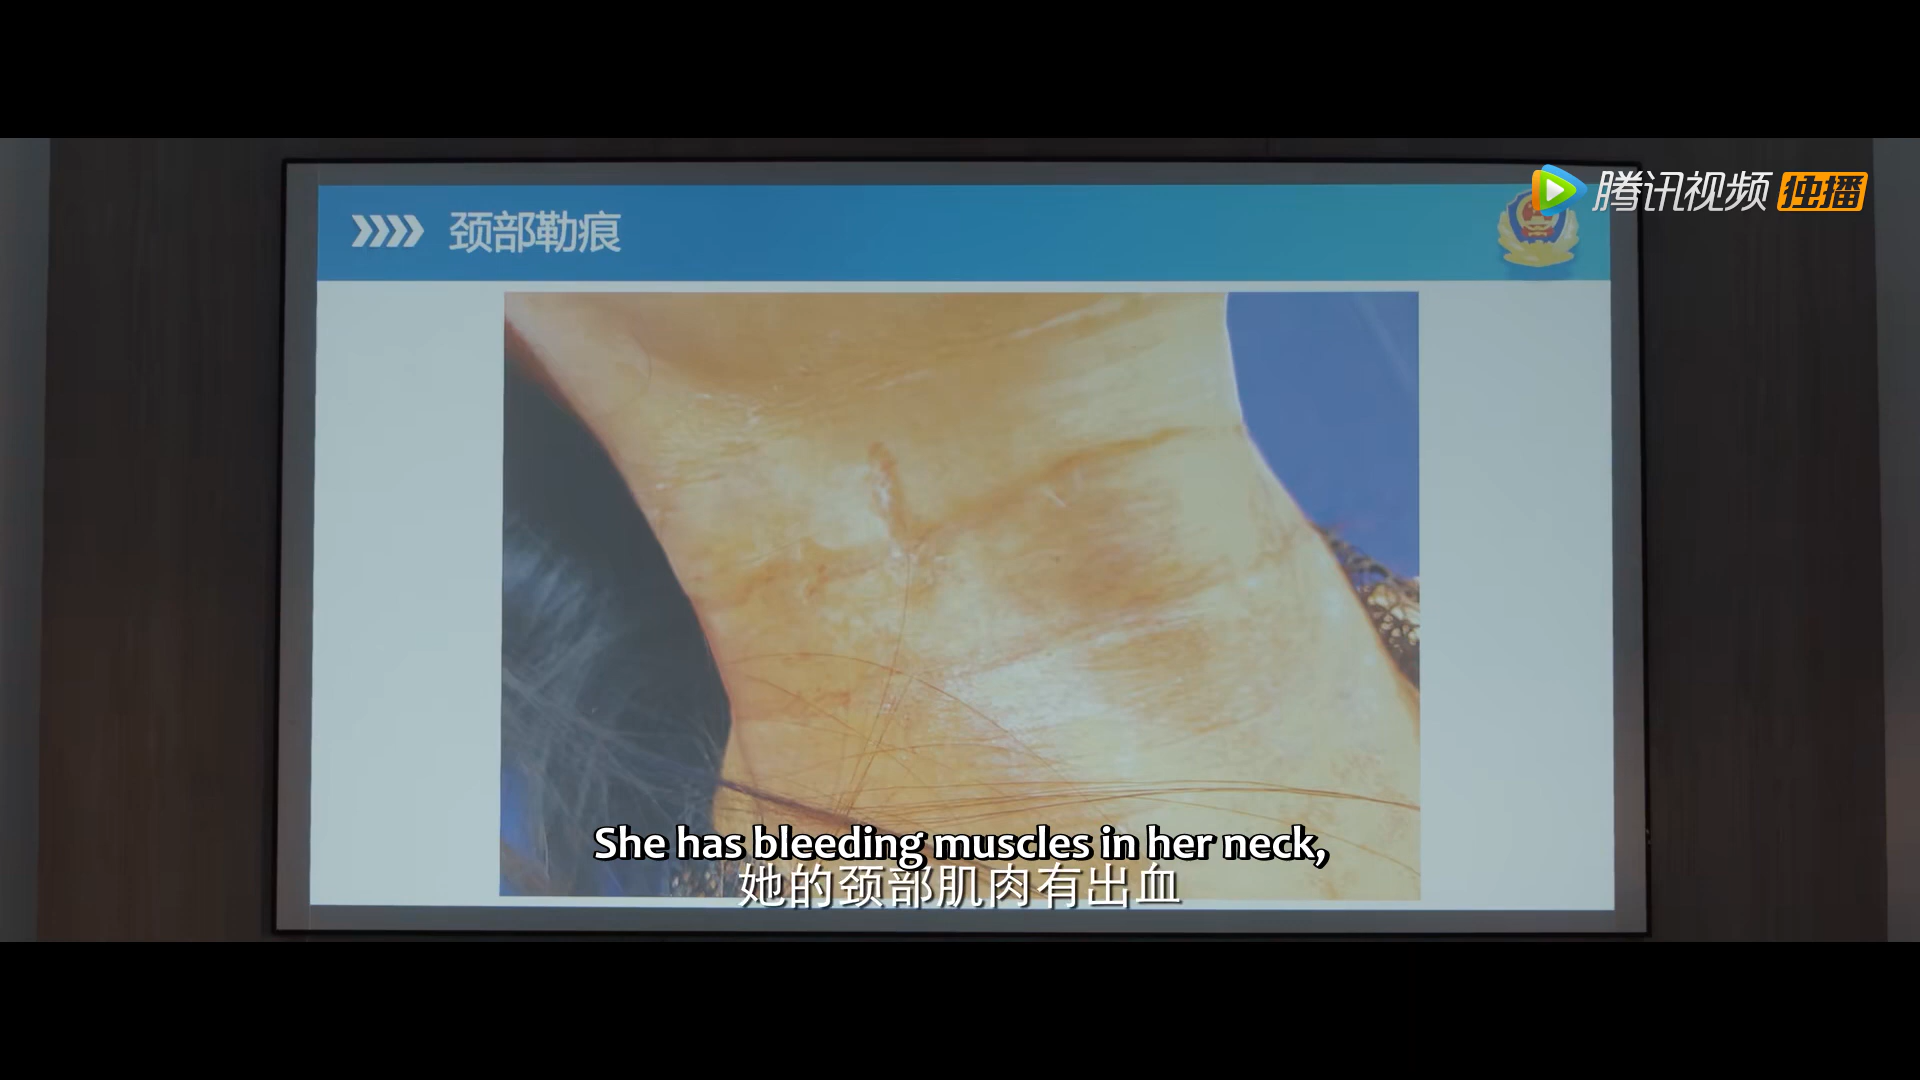 腾讯视频 独播
颈部勒痕
She has bleeding muscles in her neck,
她的颈部肌肉有出血